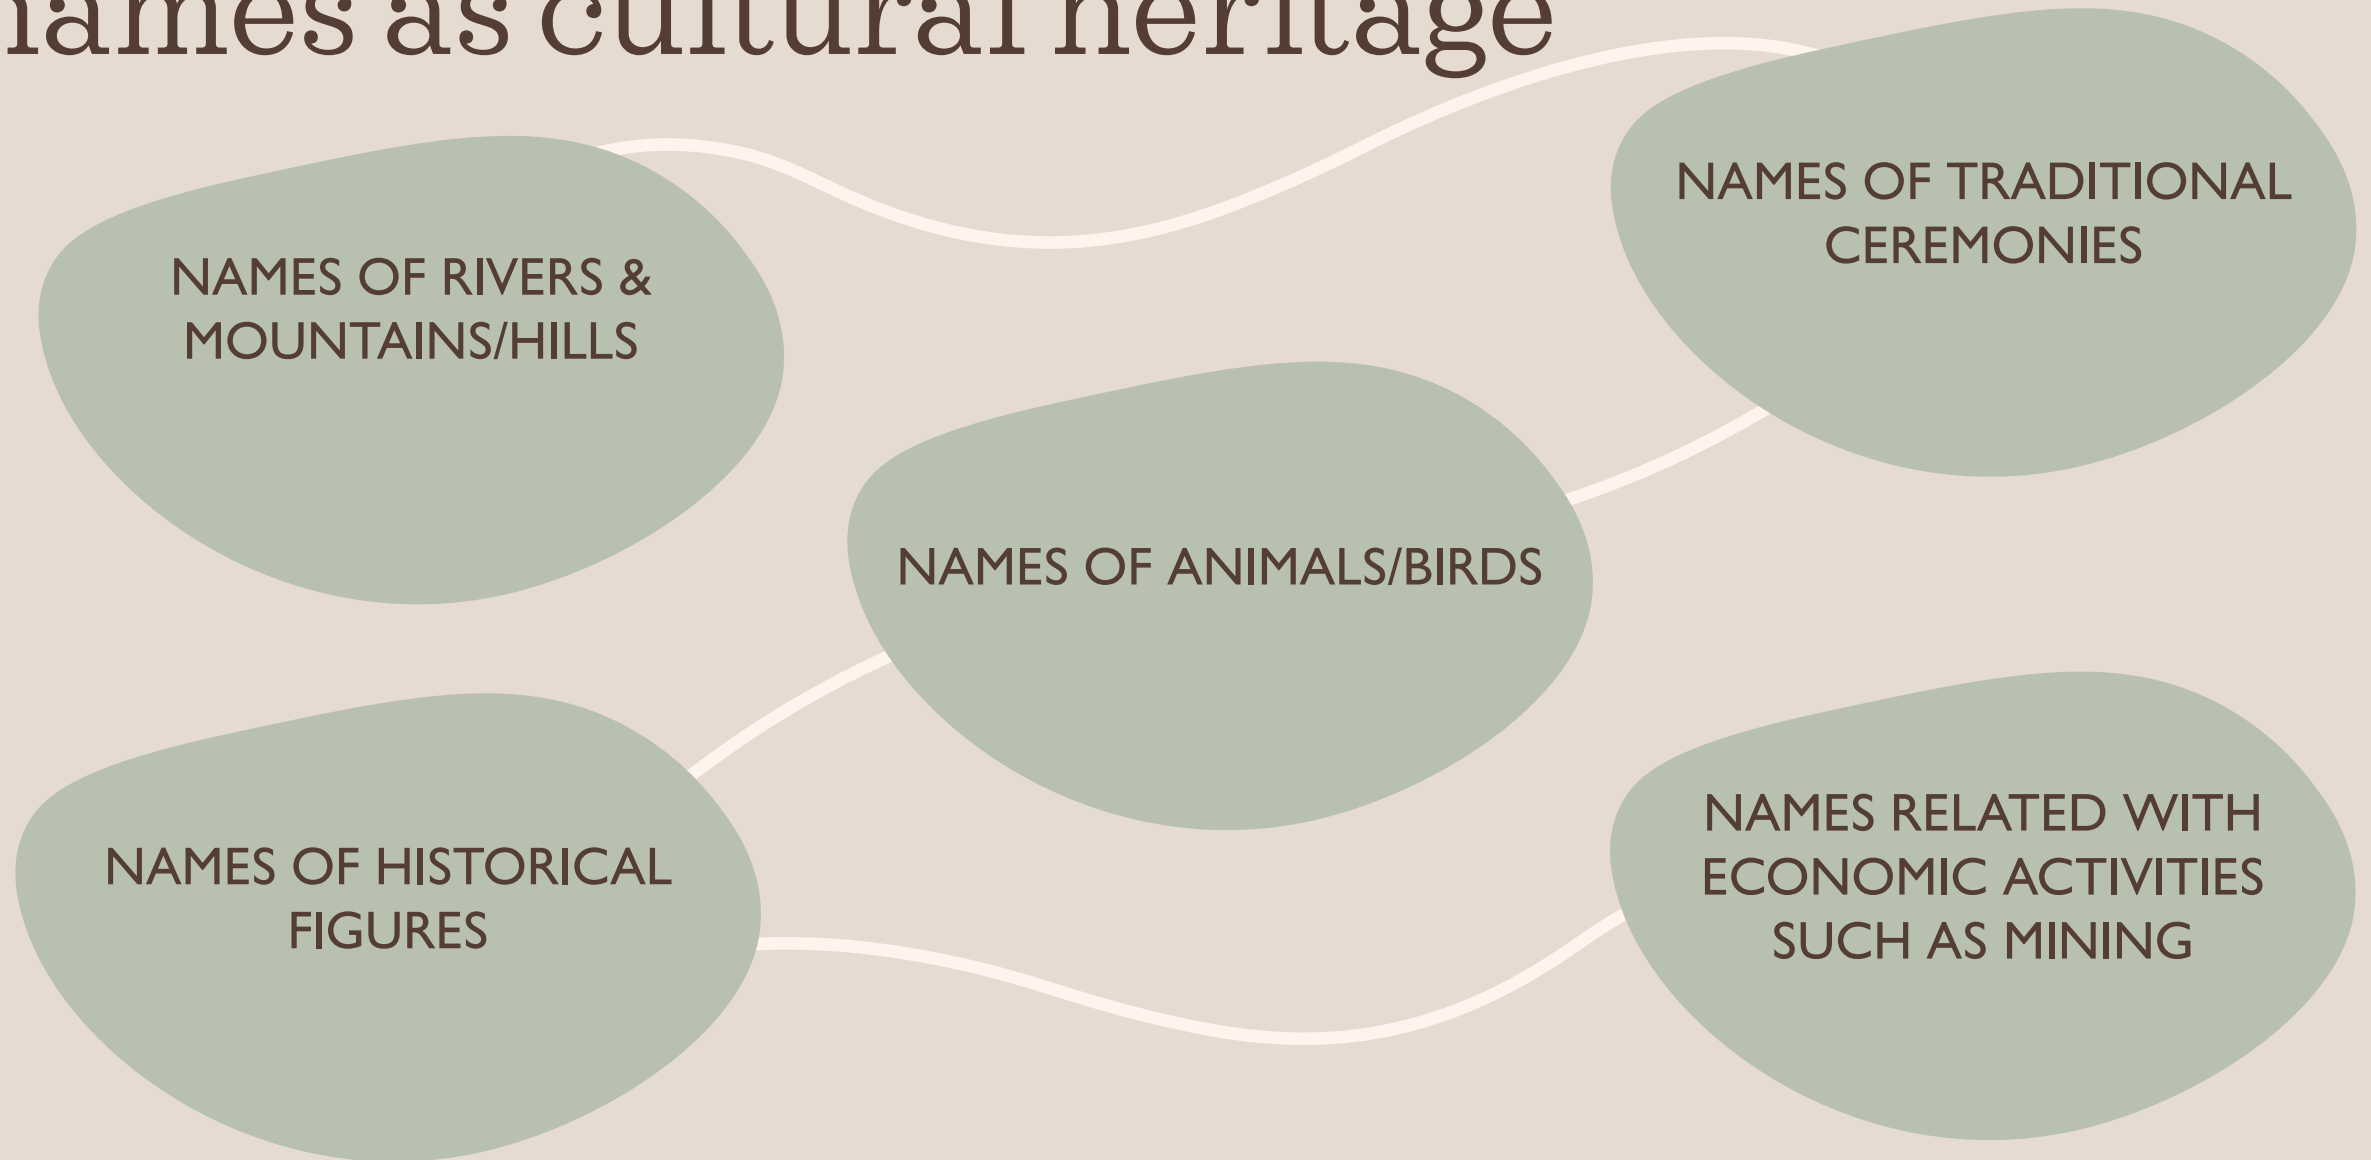 names as cultural heritage
NAMES OF RIVERS &
MOUNTAINS/HILLS
NAMES OF TRADITIONAL
CEREMONIES
NAMES OF ANIMALS/BIRDS
NAMES OF HISTORICAL
FIGURES
NAMES RELATED WITH
ECONOMIC ACTIVITIES
SUCH AS MINING